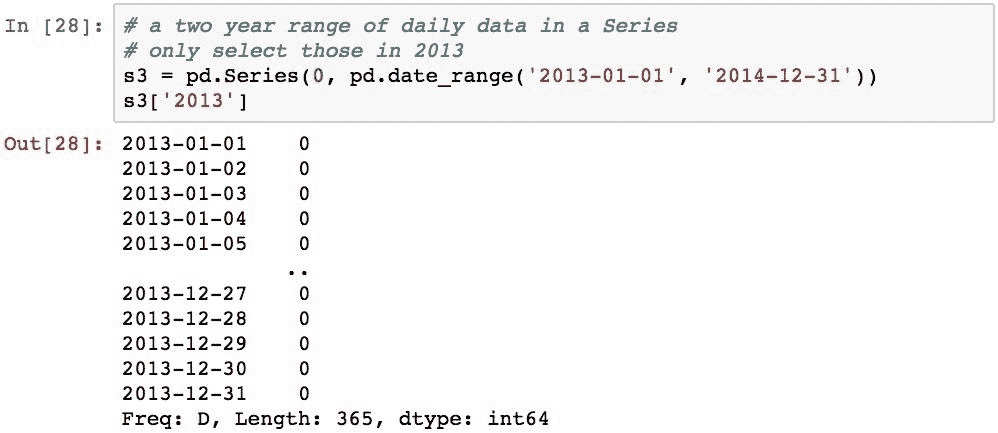 In [28]: # a two year range of daily data in a Series
# only select those in 2013
s3 = pd.Series(0, pd.date_range('2013-01-01', '2014-12-31'))
s3['2013']
Out[28]: 2013-01-01    0
2013-01-02    0
2013-01-03    0
2013-01-04    0
2013-01-05    0
..
2013-12-27    0
2013-12-28    0
2013-12-29    0
2013-12-30    0
2013-12-31    0
Freq: D, Length: 365, dtype: int64